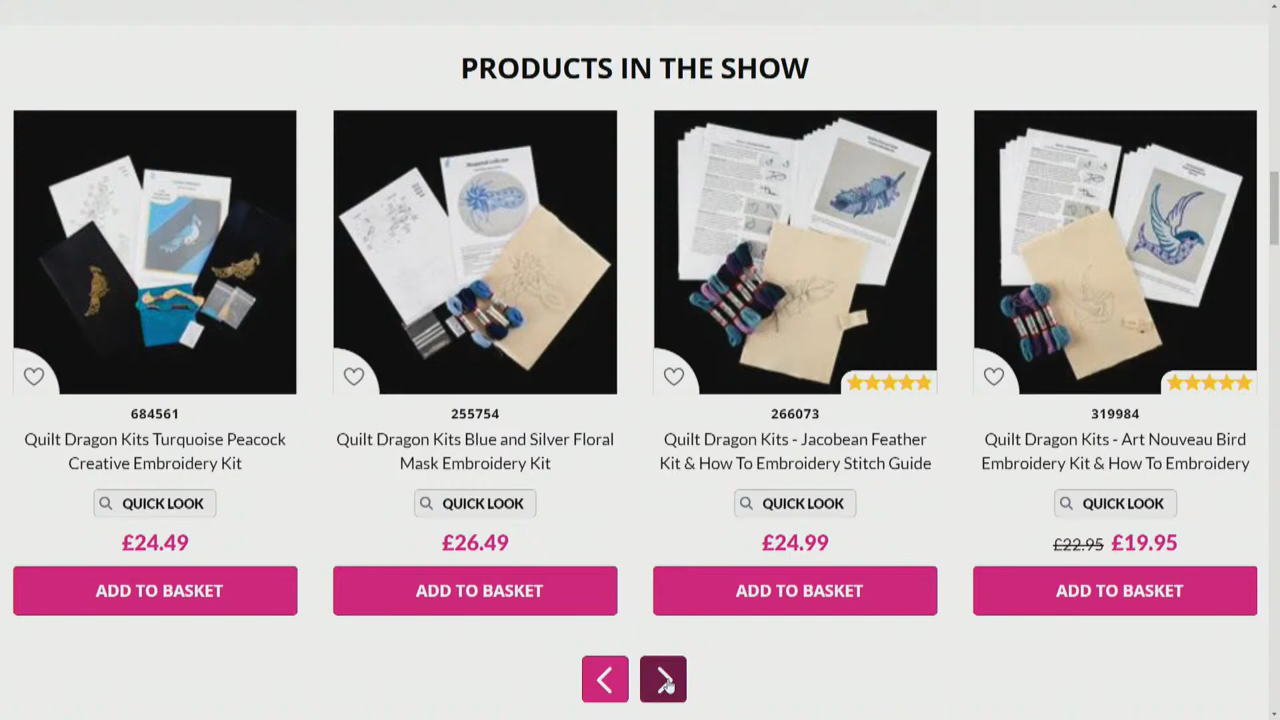 PRODUCTS IN THE SHOW
684561
Quilt Dragon Kits Turquoise Peacock
Creative Embroidery Kit
QUICK LOOK
£24.49
ADD TO BASKET
255754
Quilt Dragon Kits Blue and Silver Floral
Mask Embroidery Kit
QUICK LOOK
£26.49
ADD TO BASKET
266073
Quilt Dragon Kits - Jacobean Feather
Kit & How To Embroidery Stitch Guide
QUICK LOOK
£24.99
ADD TO BASKET
319984
Quilt Dragon Kits - Art Nouveau Bird
Embroidery Kit & How To Embroidery
QUICK LOOK
£22.95 £19.95
ADD TO BASKET